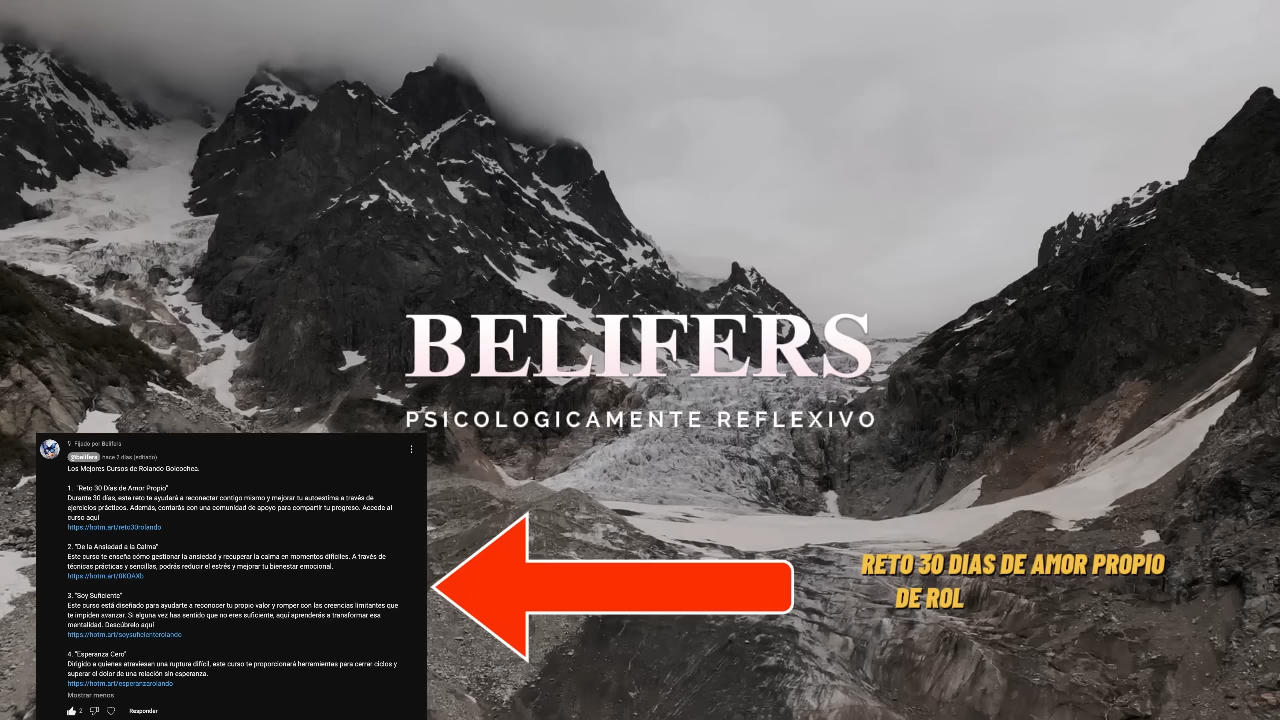 BELIFERS
PSICOLOGICAMENTE REFLEXIVO
Fijado por Belifers
@belifers hace 2 días (editado)
Los Mejores Cursos de Rolando Goicochea.
1. "Reto 30 Días de Amor Propio"
Durante 30 días, este reto te ayudará a reconectar contigo mismo y mejorar tu autoestima a través de
ejercicios prácticos. Además, contarás con una comunidad de apoyo para compartir tu progreso. Accede al
curso aquí
https://hotm.art/reto30rolando
2. "De la Ansiedad a la Calma"
Este curso te enseña cómo gestionar la ansiedad y recuperar la calma en momentos difíciles. A través de
técnicas prácticas y sencillas, podrás reducir el estrés y mejorar tu bienestar emocional.
https://hotm.art/0KOAXb
3. "Soy Suficiente"
Este curso está diseñado para ayudarte a reconocer tu propio valor y romper con las creencias limitantes que
te impiden avanzar. Si alguna vez has sentido que no eres suficiente, aquí aprenderás a transformar esa
mentalidad. Descúbrelo aquí
https://hotm.art/soysuficienterolando
4. "Esperanza Cero"
Dirigido a quienes atraviesan una ruptura difícil, este curso te proporcionará herramientas para cerrar ciclos y
superar el dolor de una relación sin esperanza.
https://hotm.art/esperanzarolando
Mostrar menos
2 Responder
RETO 30 DIAS DE AMOR PROPIO
DE ROL